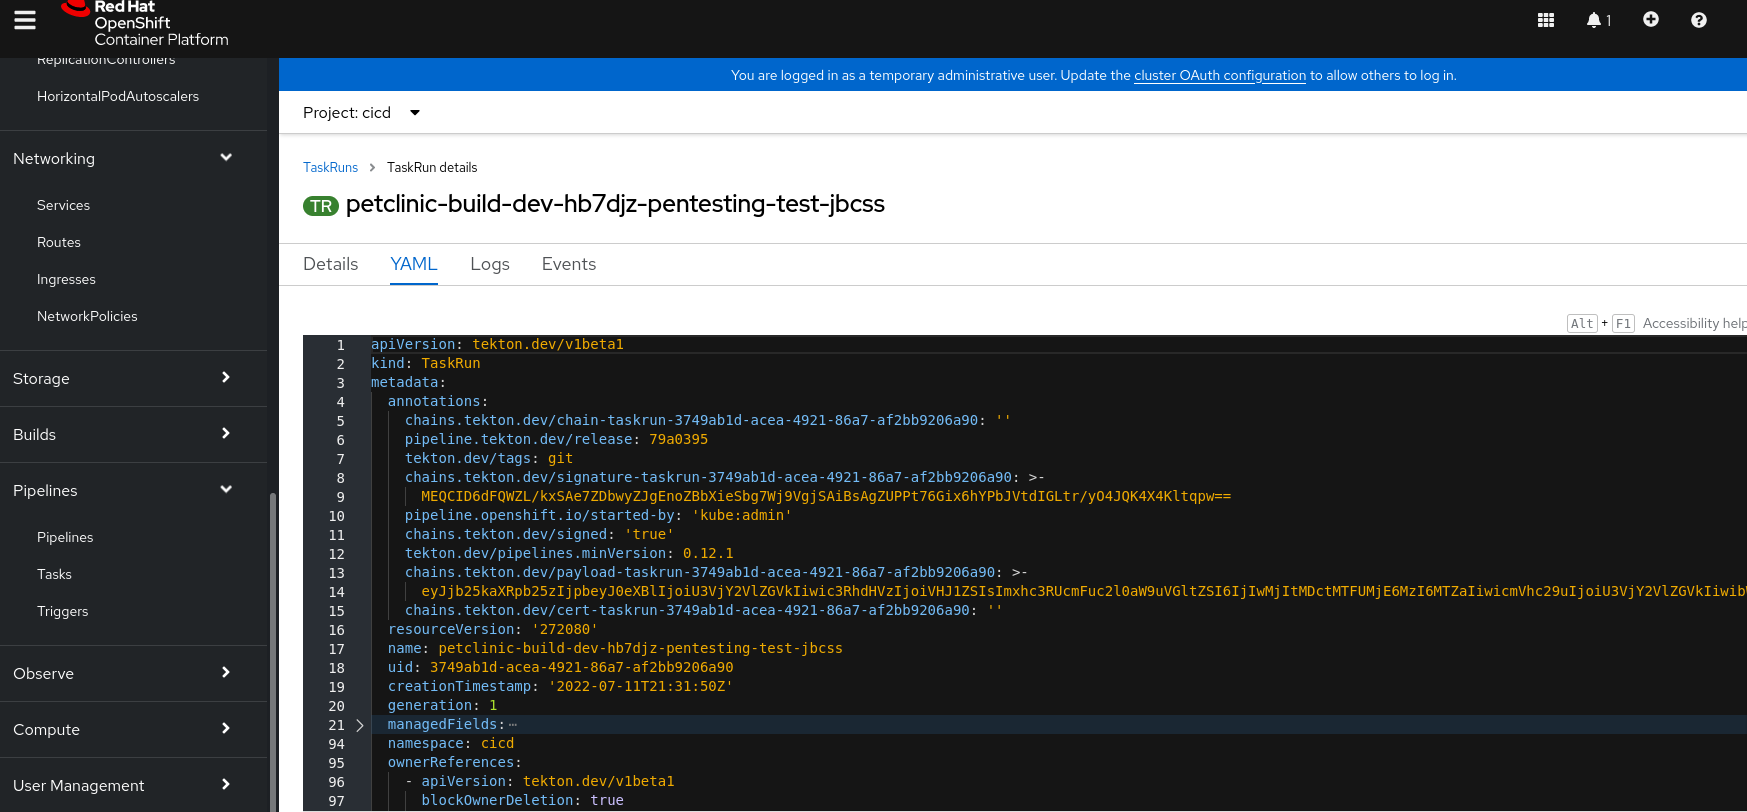 Red Hat
OpenShift
Container Platform
1
ReplicationControllers
HorizontalPodAutoscalers
Networking
Services
Routes
Ingresses
NetworkPolicies
Storage
Builds
Pipelines
Pipelines
Tasks
Triggers
Observe
Compute
User Management
You are logged in as a temporary administrative user. Update the cluster OAuth configuration to allow others to log in.
Project: cicd
TaskRuns > TaskRun details
TR petclinic-build-dev-hb7djz-pentesting-test-jbcss
Details YAML Logs Events
Alt + F1 Accessibility help
1 apiVersion: tekton.dev/v1beta1
2 kind: TaskRun
3 metadata:
4 annotations:
5 chains.tekton.dev/chain-taskrun-3749ab1d-acea-4921-86a7-af2bb9206a90: ''
6 pipeline.tekton.dev/release: 79a0395
7 tekton.dev/tags: git
8 chains.tekton.dev/signature-taskrun-3749ab1d-acea-4921-86a7-af2bb9206a90: >-
9 MEQCID6dFQWZL/kxSAe7ZDbwyZJgEnoZBbXieSbg7Wj9VgjSAiBsAgZUPPt76Gix6hYPbJVtdIGLtr/yO4JQK4X4Kltqpw==
10 pipeline.openshift.io/started-by: 'kube:admin'
11 chains.tekton.dev/signed: 'true'
12 tekton.dev/pipelines.minVersion: 0.12.1
13 chains.tekton.dev/payload-taskrun-3749ab1d-acea-4921-86a7-af2bb9206a90: >-
14 eyJjb25kaXRpb25zIjpbeyJ0eXBlIjoiU3VjY2VlZGVkIiwic3RhdHVzIjoiVHJ1ZSIsImxhc3RUcmFuc2l0aW9uVGltZSI6IjIwMjItMDctMTFUMjE6MzI6MTZaIiwicmVhc29uIjoiU3VjY2VlZGVkIiwib
15 chains.tekton.dev/cert-taskrun-3749ab1d-acea-4921-86a7-af2bb9206a90: ''
16 resourceVersion: '272080'
17 name: petclinic-build-dev-hb7djz-pentesting-test-jbcss
18 uid: 3749ab1d-acea-4921-86a7-af2bb9206a90
19 creationTimestamp: '2022-07-11T21:31:50Z'
20 generation: 1
21 managedFields: ⋯
94 namespace: cicd
95 ownerReferences:
96 - apiVersion: tekton.dev/v1beta1
97 blockOwnerDeletion: true